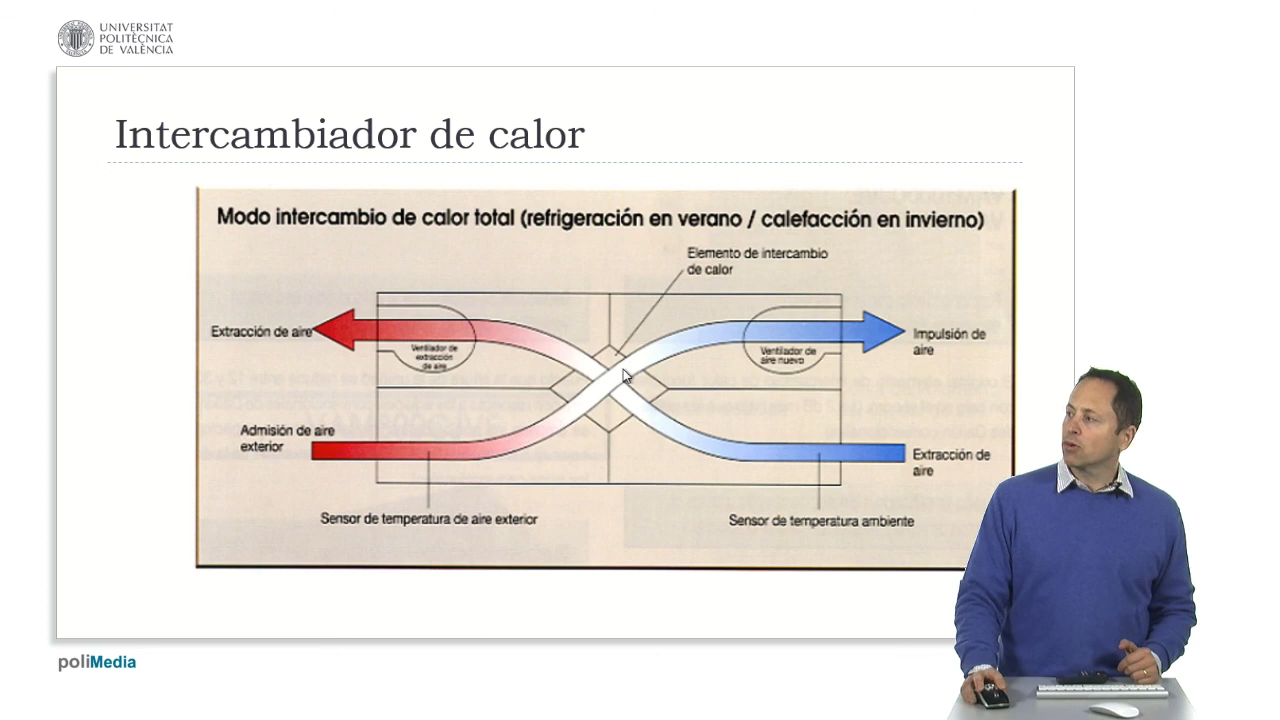 UNIVERSITAT
POLITÈCNICA
DE VALÈNCIA
Intercambiador de calor
Modo intercambio de calor total (refrigeración en verano / calefacción en invierno)
Elemento de intercambio
de calor
Extracción de aire
Ventilador de
extracción
de aire
Ventilador de
aire nuevo
Impulsión de
aire
Admisión de aire
exterior
Extracción de
aire
Sensor de temperatura de aire exterior
Sensor de temperatura ambiente
poliMedia